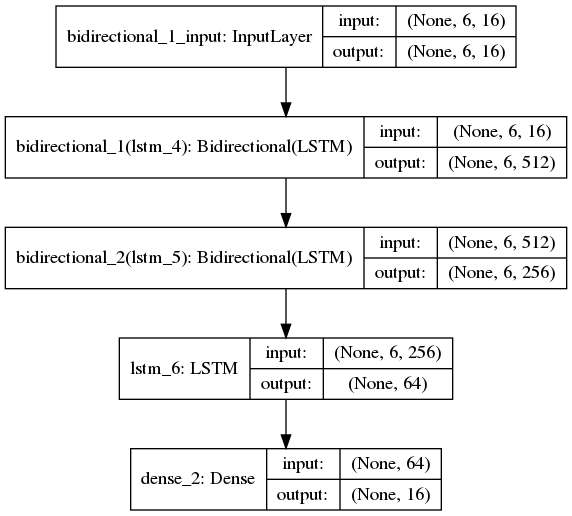 bidirectional_1_input: InputLayer
input: (None, 6, 16)
output: (None, 6, 16)
bidirectional_1(lstm_4): Bidirectional(LSTM)
input: (None, 6, 16)
output: (None, 6, 512)
bidirectional_2(lstm_5): Bidirectional(LSTM)
input: (None, 6, 512)
output: (None, 6, 256)
lstm_6: LSTM
input: (None, 6, 256)
output: (None, 64)
dense_2: Dense
input: (None, 64)
output: (None, 16)